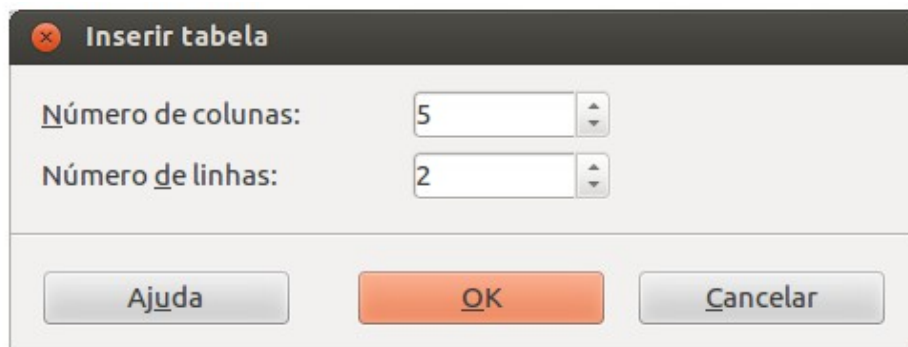 Inserir tabela
Número de colunas: 5
Número de linhas: 2
Ajuda OK Cancelar